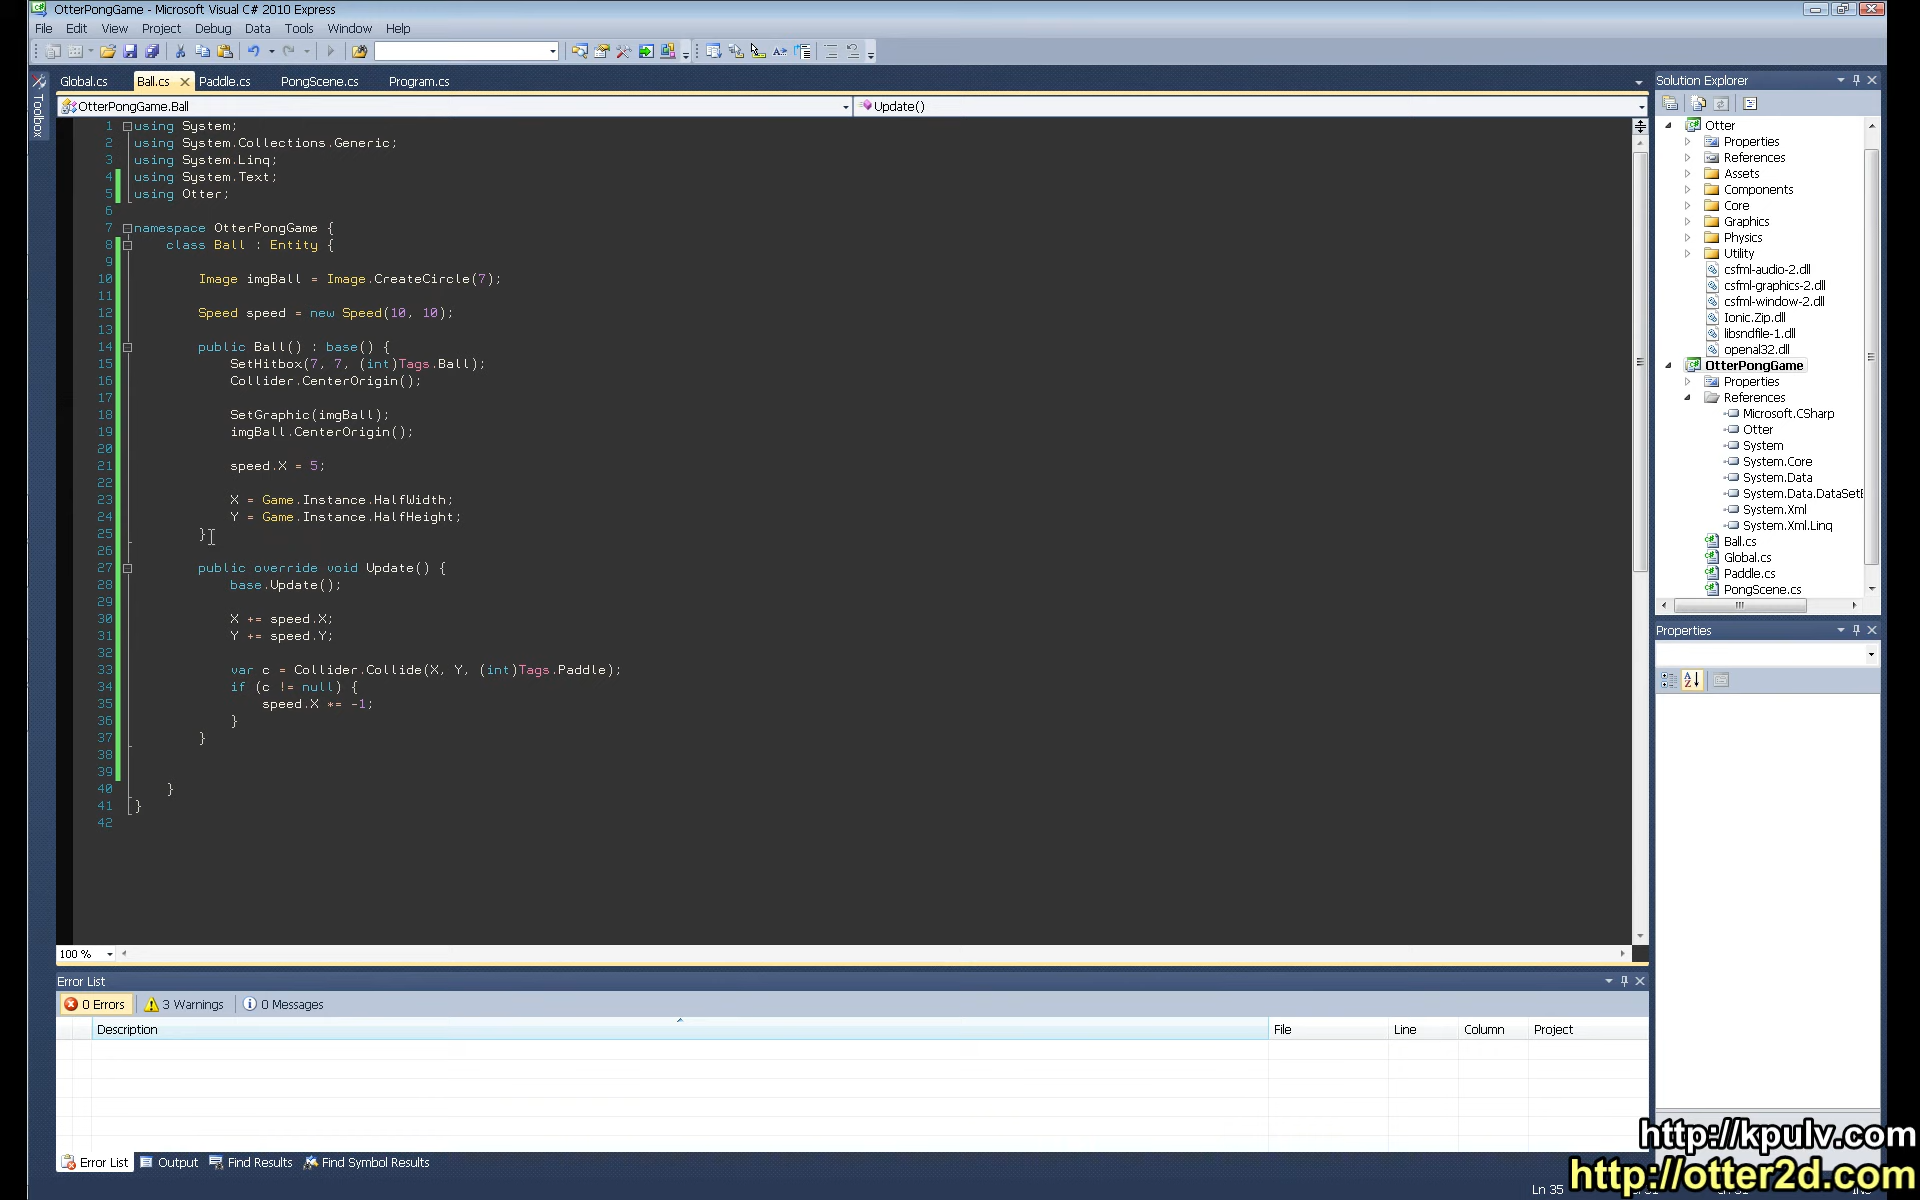 OtterPongGame - Microsoft Visual C# 2010 Express
File Edit View Project Debug Data Tools Window Help
Toolbox
Global.cs Ball.cs Paddle.cs PongScene.cs Program.cs
OtterPongGame.Ball Update()
1 using System;
2 using System.Collections.Generic;
3 using System.Linq;
4 using System.Text;
5 using Otter;
6
7 namespace OtterPongGame {
8 class Ball : Entity {
9
10 Image imgBall = Image.CreateCircle(7);
11
12 Speed speed = new Speed(10, 10);
13
14 public Ball() : base() {
15 SetHitbox(7, 7, (int)Tags.Ball);
16 Collider.CenterOrigin();
17
18 SetGraphic(imgBall);
19 imgBall.CenterOrigin();
20
21 speed.X = 5;
22
23 X = Game.Instance.HalfWidth;
24 Y = Game.Instance.HalfHeight;
25 }
26
27 public override void Update() {
28 base.Update();
29
30 X += speed.X;
31 Y += speed.Y;
32
33 var c = Collider.Collide(X, Y, (int)Tags.Paddle);
34 if (c != null) {
35 speed.X *= -1;
36 }
37 }
38
39
40 }
41 }
42
100 %
Solution Explorer
Otter
Properties
References
Assets
Components
Core
Graphics
Physics
Utility
csfml-audio-2.dll
csfml-graphics-2.dll
csfml-window-2.dll
Ionic.Zip.dll
libsndfile-1.dll
openal32.dll
OtterPongGame
Properties
References
Microsoft.CSharp
Otter
System
System.Core
System.Data
System.Data.DataSetE
System.Xml
System.Xml.Linq
Ball.cs
Global.cs
Paddle.cs
PongScene.cs
Properties
Error List
0 Errors 3 Warnings 0 Messages
Description File Line Column Project
Error List Output Find Results Find Symbol Results
Ln 35
http://kpulv.com
http://otter2d.com